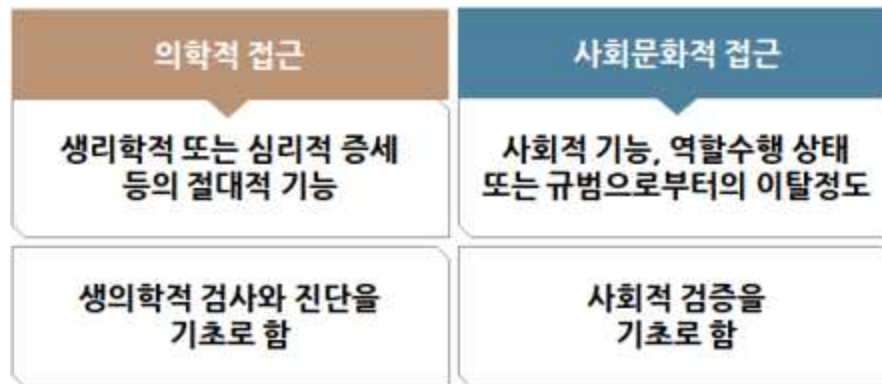 의학적 접근
사회문화적 접근
생리학적 또는 심리적 증세
등의 절대적 기능
사회적 기능, 역할수행 상태
또는 규범으로부터의 이탈정도
생의학적 검사와 진단을
기초로 함
사회적 검증을
기초로 함